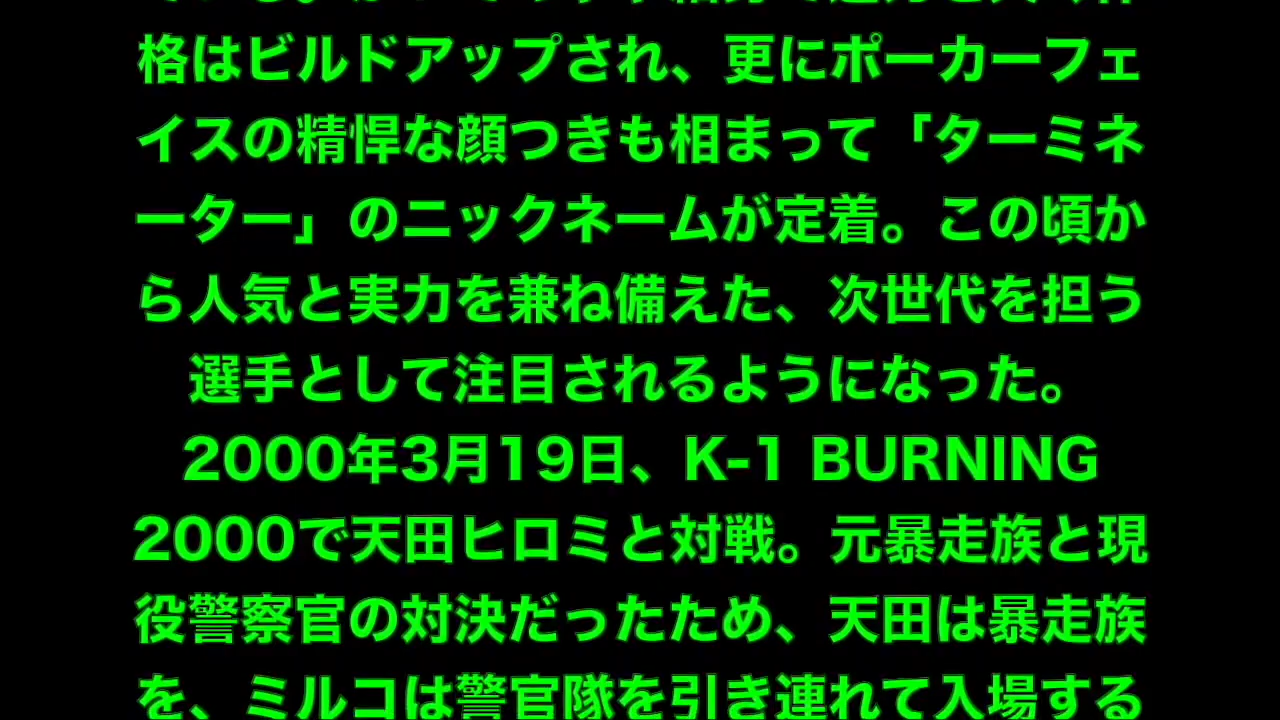 格はビルドアップされ、更にポーカーフェ
イスの精悍な顔つきも相まって「ターミネ
ーター」のニックネームが定着。この頃か
ら人気と実力を兼ね備えた、次世代を担う
選手として注目されるようになった。
2000年3月19日、K-1 BURNING
2000で天田ヒロミと対戦。元暴走族と現
役警察官の対決だったため、天田は暴走族
を、ミルコは警官隊を引き連れて入場する